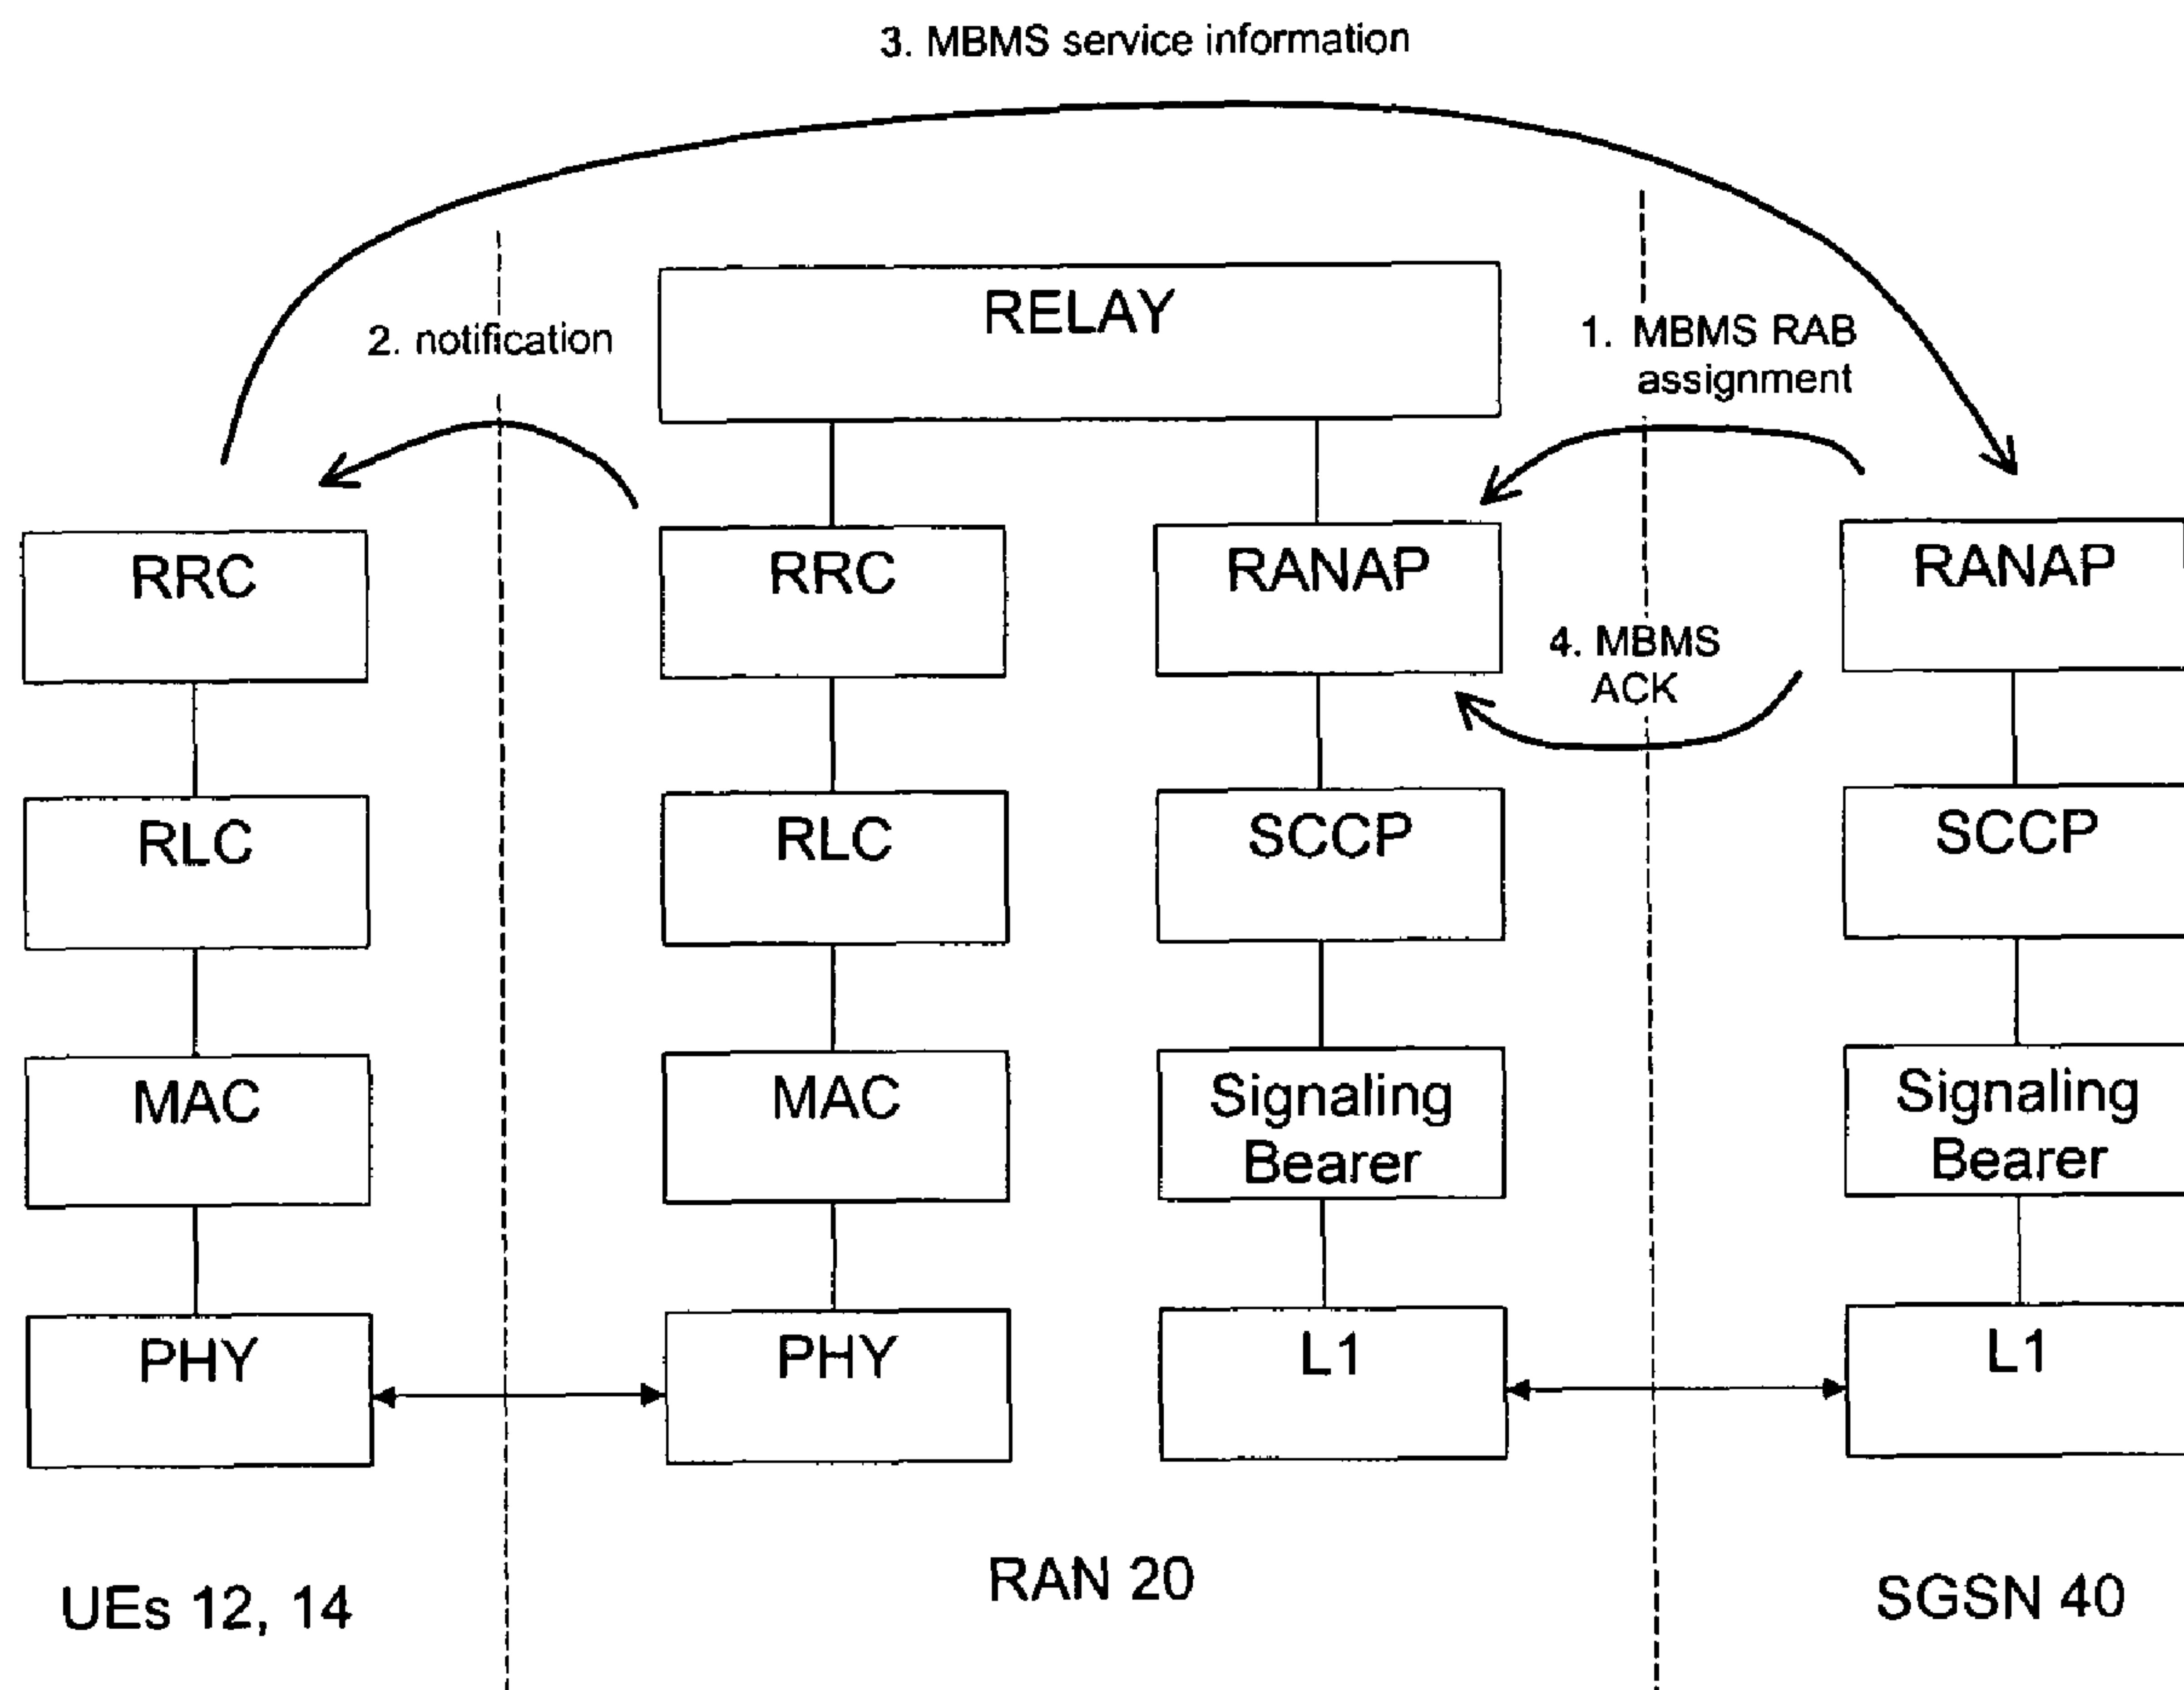 3. MBMS service information
RELAY
2. notification
1. MBMS RAB
assignment
RRC
RRC
RANAP
RANAP
4. MBMS
ACK
RLC
RLC
SCCP
SCCP
MAC
MAC
Signaling
Bearer
Signaling
Bearer
PHY
PHY
L1
L1
UEs 12, 14
RAN 20
SGSN 40